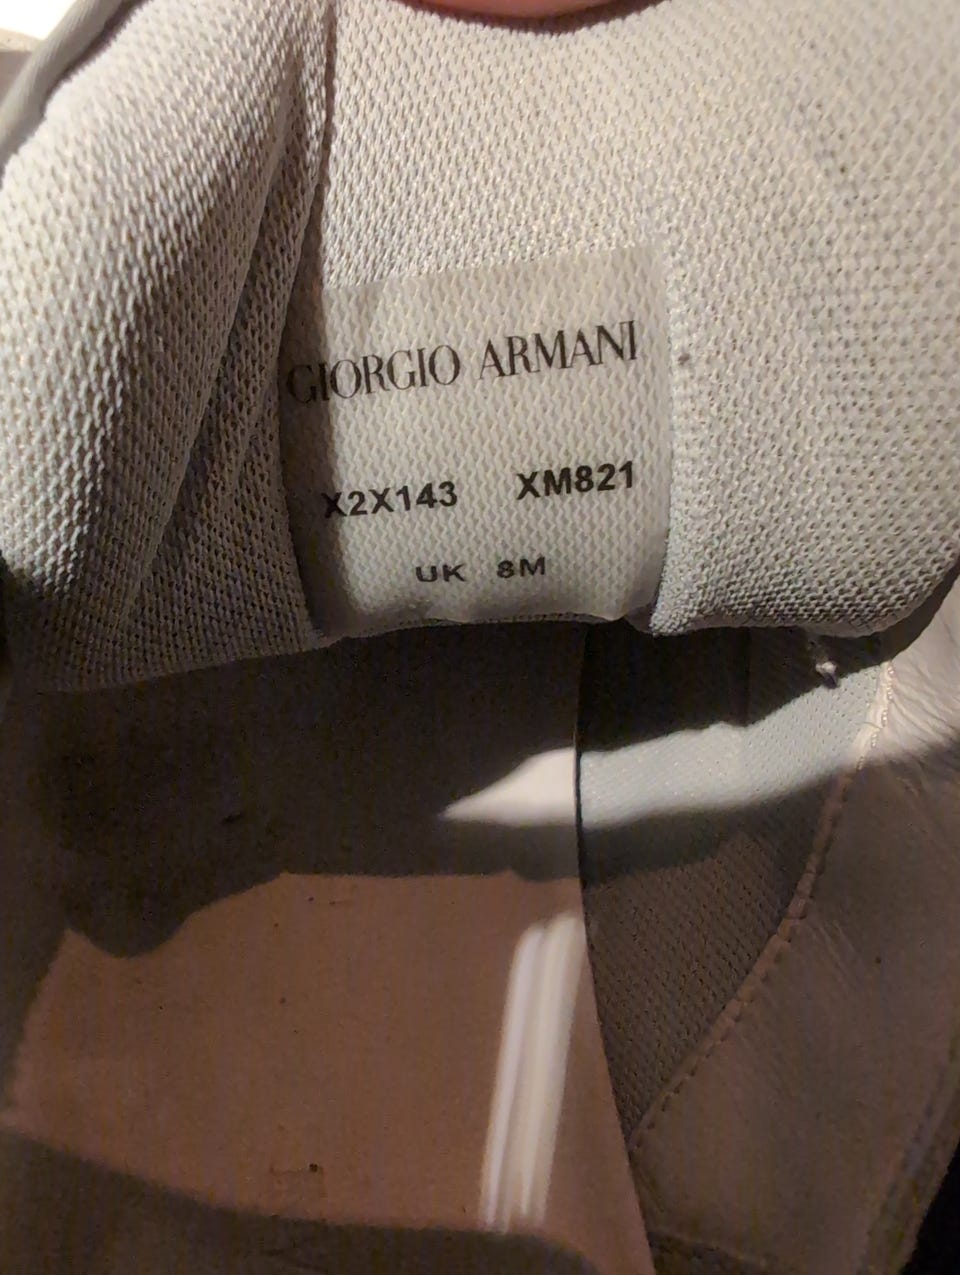 GIORGIO ARMANI
X2X143 XM821
UK 8M